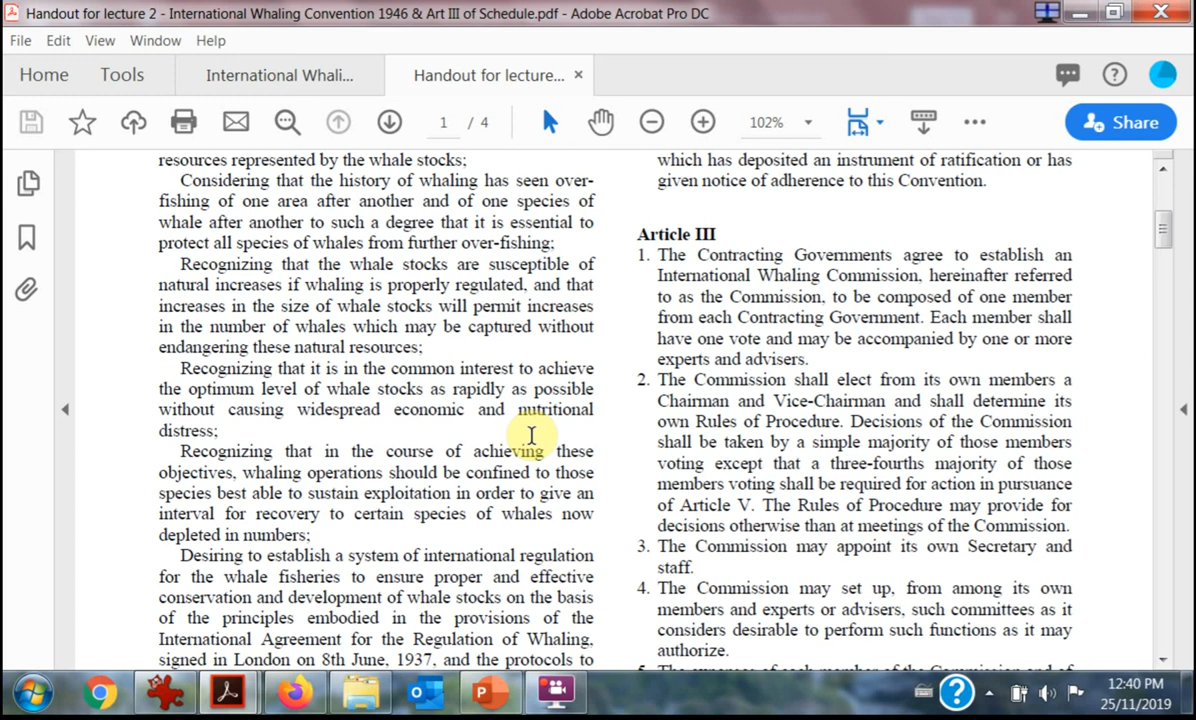 Handout for lecture 2 - International Whaling Convention 1946 & Art III of Schedule.pdf - Adobe Acrobat Pro DC
File Edit View Window Help
Home Tools International Whali... Handout for lecture... ×
1 / 4 102% Share
resources represented by the whale stocks;
Considering that the history of whaling has seen over-
fishing of one area after another and of one species of
whale after another to such a degree that it is essential to
protect all species of whales from further over-fishing;
Recognizing that the whale stocks are susceptible of
natural increases if whaling is properly regulated, and that
increases in the size of whale stocks will permit increases
in the number of whales which may be captured without
endangering these natural resources;
Recognizing that it is in the common interest to achieve
the optimum level of whale stocks as rapidly as possible
without causing widespread economic and nutritional
distress;
Recognizing that in the course of achieving these
objectives, whaling operations should be confined to those
species best able to sustain exploitation in order to give an
interval for recovery to certain species of whales now
depleted in numbers;
Desiring to establish a system of international regulation
for the whale fisheries to ensure proper and effective
conservation and development of whale stocks on the basis
of the principles embodied in the provisions of the
International Agreement for the Regulation of Whaling,
signed in London on 8th June, 1937, and the protocols to
which has deposited an instrument of ratification or has
given notice of adherence to this Convention.
Article III
1. The Contracting Governments agree to establish an
International Whaling Commission, hereinafter referred
to as the Commission, to be composed of one member
from each Contracting Government. Each member shall
have one vote and may be accompanied by one or more
experts and advisers.
2. The Commission shall elect from its own members a
Chairman and Vice-Chairman and shall determine its
own Rules of Procedure. Decisions of the Commission
shall be taken by a simple majority of those members
voting except that a three-fourths majority of those
members voting shall be required for action in pursuance
of Article V. The Rules of Procedure may provide for
decisions otherwise than at meetings of the Commission.
3. The Commission may appoint its own Secretary and
staff.
4. The Commission may set up, from among its own
members and experts or advisers, such committees as it
considers desirable to perform such functions as it may
authorize.
5. The expenses of each member of the Commission and of
12:40 PM
25/11/2019